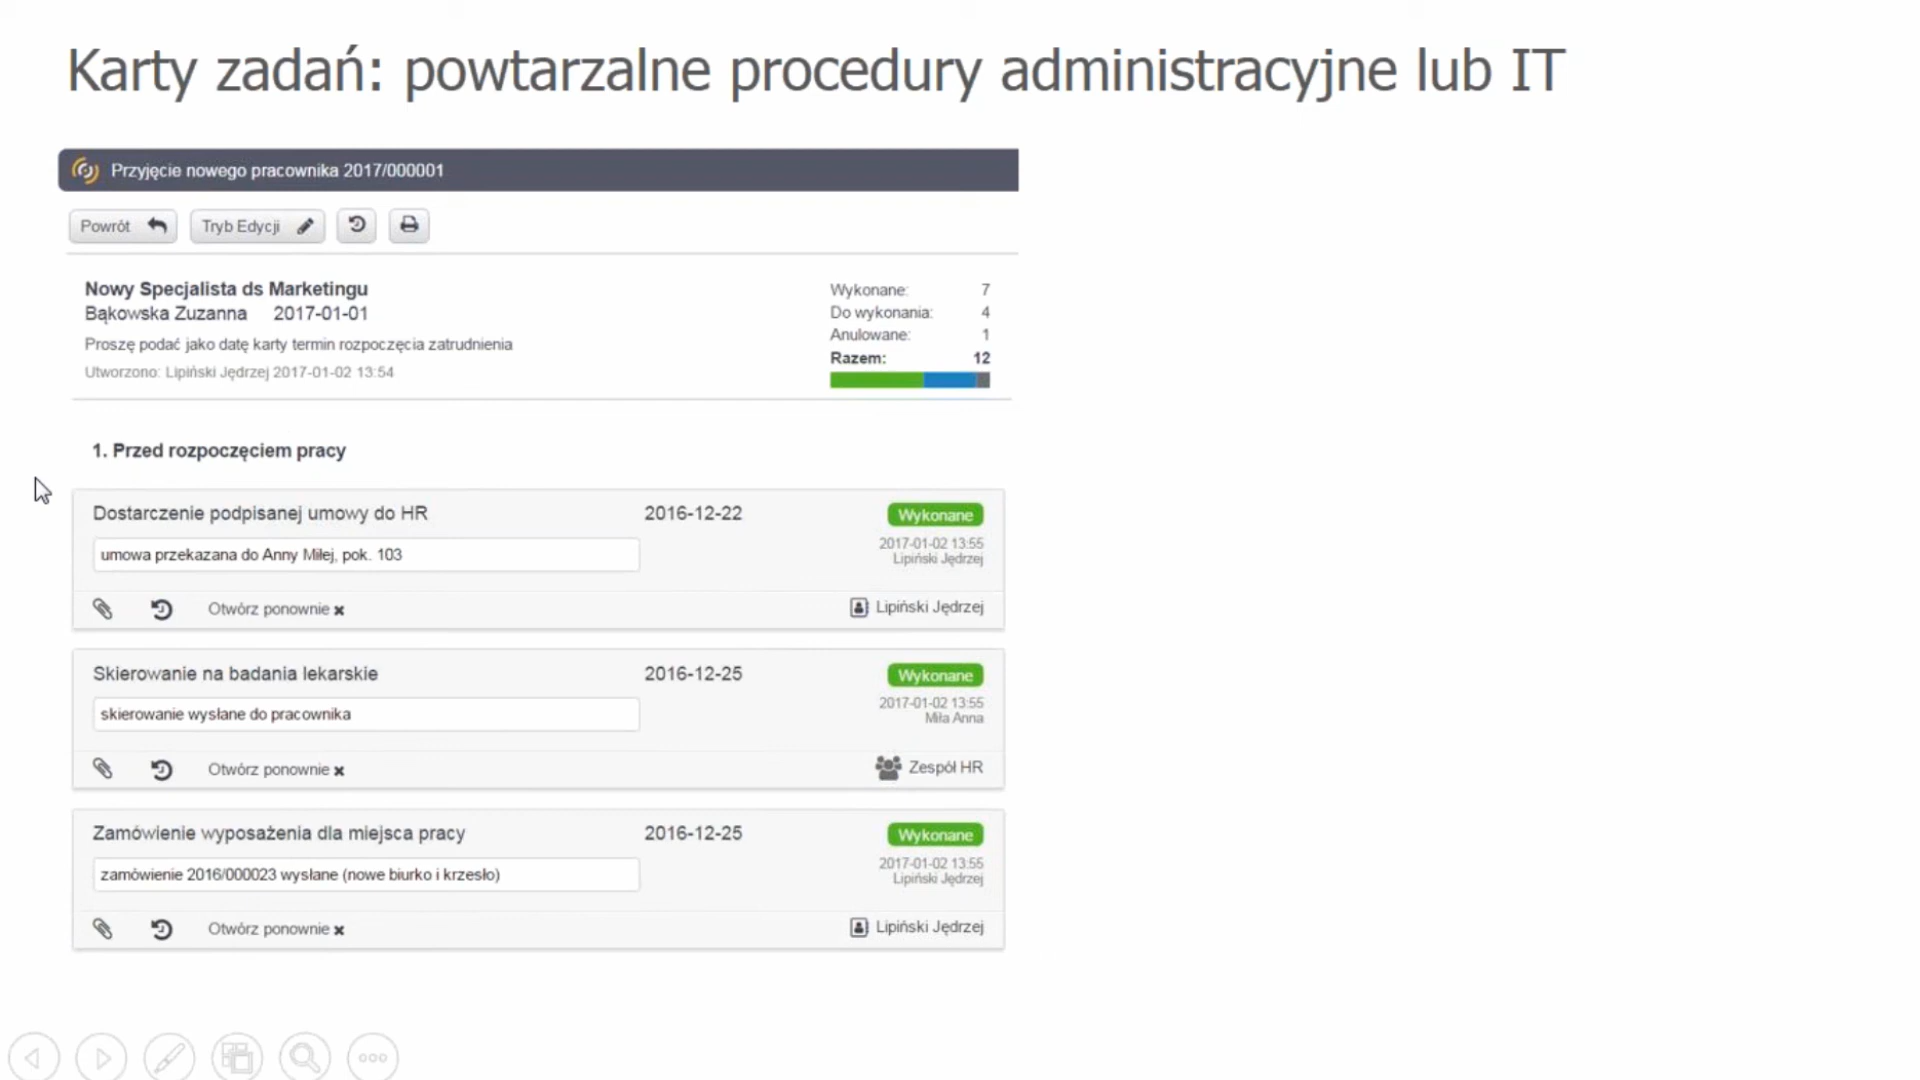 Karty zadań: powtarzalne procedury administracyjne lub IT
Przyjęcie nowego pracownika 2017/000001
Powrót
Tryb Edycji
Nowy Specjalista ds Marketingu
Bąkowska Zuzanna 2017-01-01
Proszę podać jako datę karty termin rozpoczęcia zatrudnienia
Utworzono: Lipiński Jędrzej 2017-01-02 13:54
Wykonane: 7
Do wykonania: 4
Anulowane: 1
Razem: 12
1. Przed rozpoczęciem pracy
Dostarczenie podpisanej umowy do HR 2016-12-22 Wykonane
umowa przekazana do Anny Miłej, pok. 103
2017-01-02 13:55
Lipiński Jędrzej
Otwórz ponownie
Lipiński Jędrzej
Skierowanie na badania lekarskie 2016-12-25 Wykonane
skierowanie wysłane do pracownika
2017-01-02 13:55
Miła Anna
Otwórz ponownie
Zespół HR
Zamówienie wyposażenia dla miejsca pracy 2016-12-25 Wykonane
zamówienie 2016/000023 wysłane (nowe biurko i krzesło)
2017-01-02 13:55
Lipiński Jędrzej
Otwórz ponownie
Lipiński Jędrzej